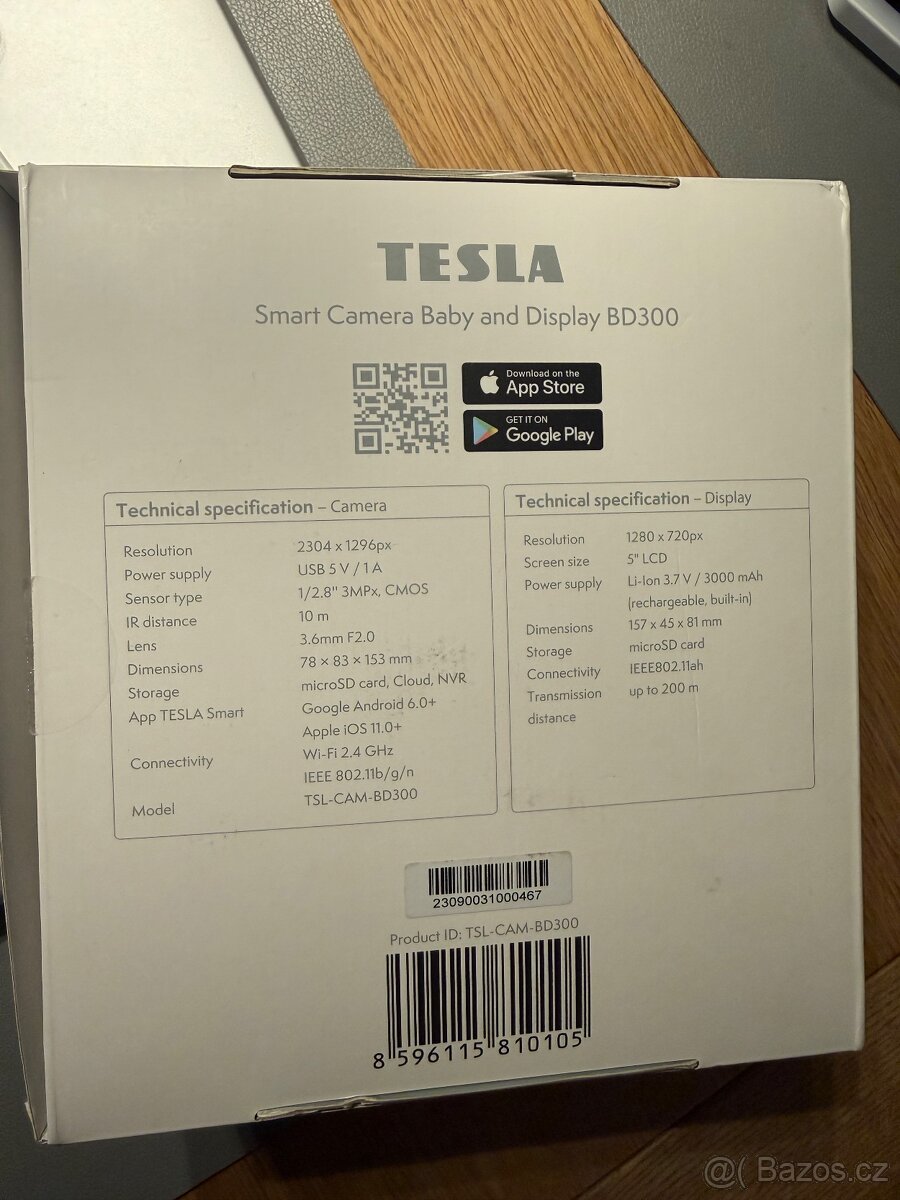 TESLA
Smart Camera Baby and Display BD300
Download on the
App Store
GET IT ON
Google Play
Technical specification – Camera
Resolution 2304 x 1296px
Power supply USB 5 V / 1 A
Sensor type 1/2.8" 3MPx, CMOS
IR distance 10 m
Lens 3.6mm F2.0
Dimensions 78 × 83 × 153 mm
Storage microSD card, Cloud, NVR
App TESLA Smart Google Android 6.0+
Apple iOS 11.0+
Connectivity Wi-Fi 2.4 GHz
IEEE 802.11b/g/n
Model TSL-CAM-BD300
Technical specification – Display
Resolution 1280 x 720px
Screen size 5" LCD
Power supply Li-Ion 3.7 V / 3000 mAh
(rechargeable, built-in)
Dimensions 157 x 45 x 81 mm
Storage microSD card
Connectivity IEEE802.11ah
Transmission up to 200 m
distance
23090031000467
Product ID: TSL-CAM-BD300
8 596115 810105
@( Bazos.cz